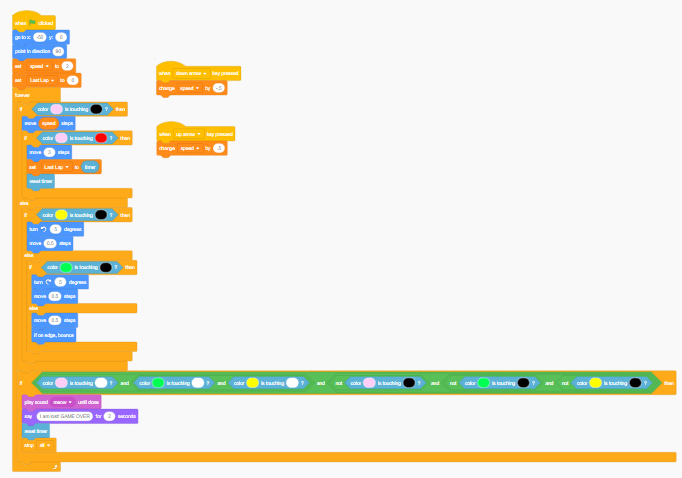 when clicked
go to x: y: 0
point in direction 90
set speed to 2
set Last Lap to 0
forever
if color is touching ? then
move speed steps
if color is touching ? then
move steps
set Last Lap to timer
reset timer
else
if color is touching ? then
turn degrees
move 0.5 steps
else
if color is touching ? then
turn degrees
move 0.5 steps
else
move 0.5 steps
if on edge, bounce
if color is touching ? and color is touching ? and color is touching ? and not color is touching ? and not color is touching ? and not color is touching ? then
play sound meow until done
say I am lost! GAME OVER for 2 seconds
reset timer
stop all
when down arrow key pressed
change speed by -.5
when up arrow key pressed
change speed by .5